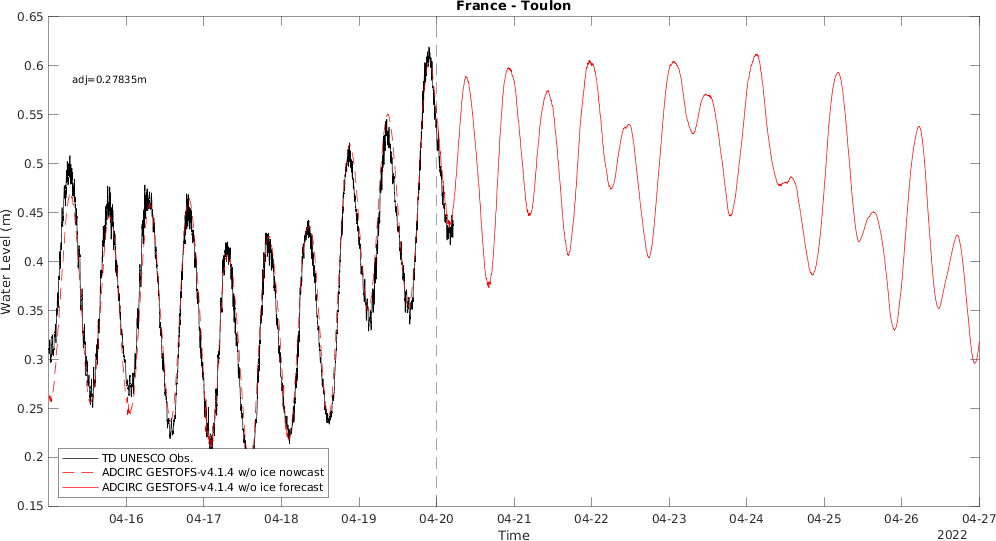 France - Toulon
adj=0.27835m
Water Level (m)
0.65
0.6
0.55
0.5
0.45
0.4
0.35
0.3
0.25
0.2
0.15
TD UNESCO Obs.
ADCIRC GESTOFS-v4.1.4 w/o ice nowcast
ADCIRC GESTOFS-v4.1.4 w/o ice forecast
04-16 04-17 04-18 04-19 04-20 04-21 04-22 04-23 04-24 04-25 04-26 04-27
Time
2022